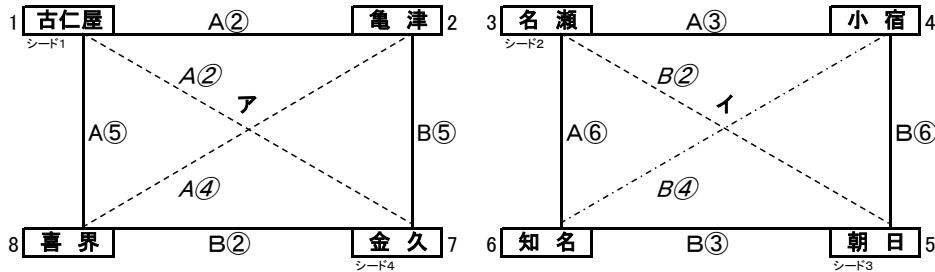 1 古仁屋 A② 亀津 2 3 名瀬 A③ 小宿 4
シード1 シード2
A② B②
ア イ
A⑤ B⑤ A⑥ B⑥
A④ B④
8 喜界 B② 金久 7 6 知名 B③ 朝日 5
シード4 シード3